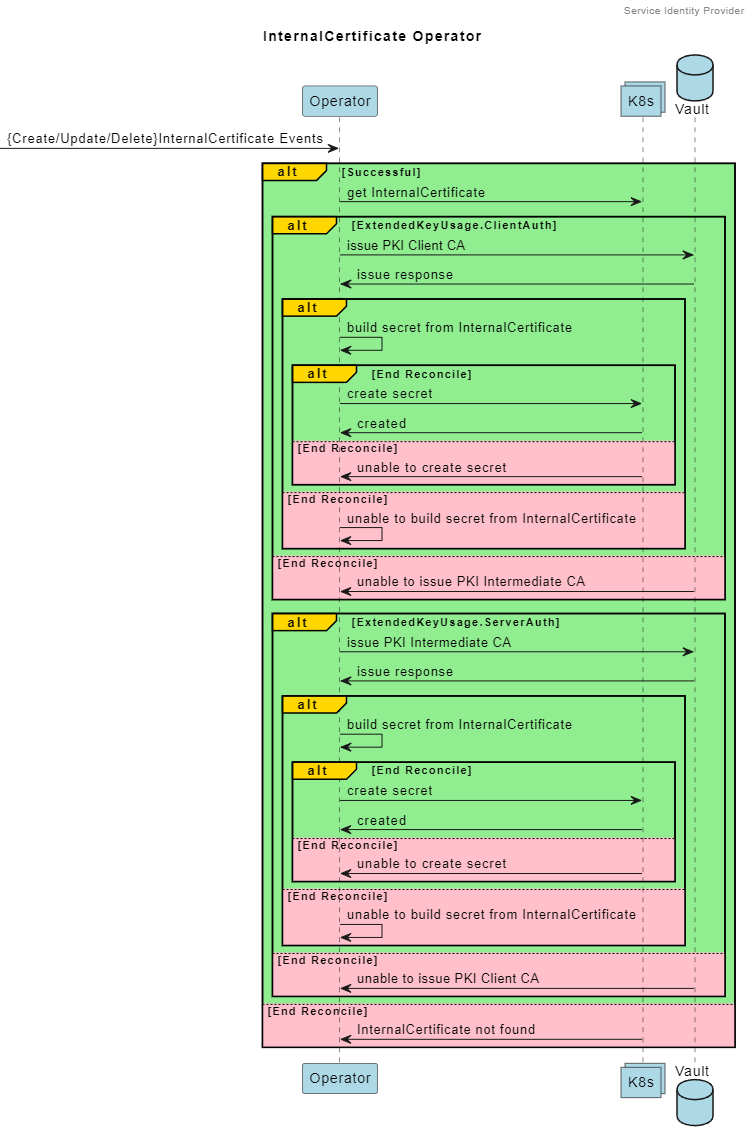 Service Identity Provider
InternalCertificate Operator
Operator
K8s
Vault
{Create/Update/Delete}InternalCertificate Events
alt [Successful]
get InternalCertificate
alt [ExtendedKeyUsage.ClientAuth]
issue PKI Client CA
issue response
alt
build secret from InternalCertificate
alt [End Reconcile]
create secret
created
[End Reconcile]
unable to create secret
[End Reconcile]
unable to build secret from InternalCertificate
[End Reconcile]
unable to issue PKI Intermediate CA
alt [ExtendedKeyUsage.ServerAuth]
issue PKI Intermediate CA
issue response
alt
build secret from InternalCertificate
alt [End Reconcile]
create secret
created
[End Reconcile]
unable to create secret
[End Reconcile]
unable to build secret from InternalCertificate
[End Reconcile]
unable to issue PKI Client CA
[End Reconcile]
InternalCertificate not found
Operator
K8s
Vault